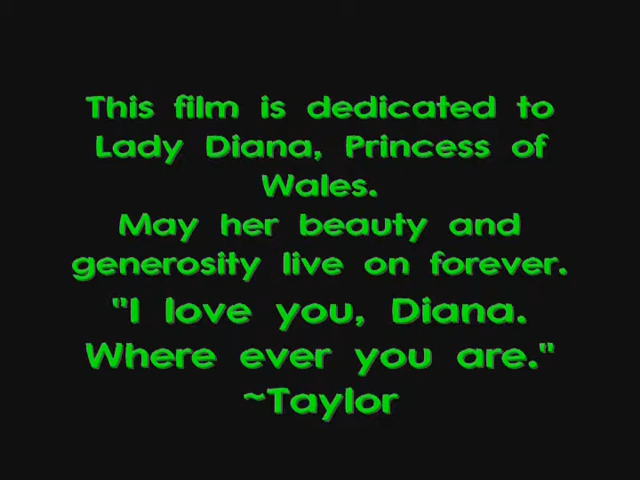 This film is dedicated to
Lady Diana, Princess of
Wales.
May her beauty and
generosity live on forever.
"I love you, Diana.
Where ever you are."
~Taylor